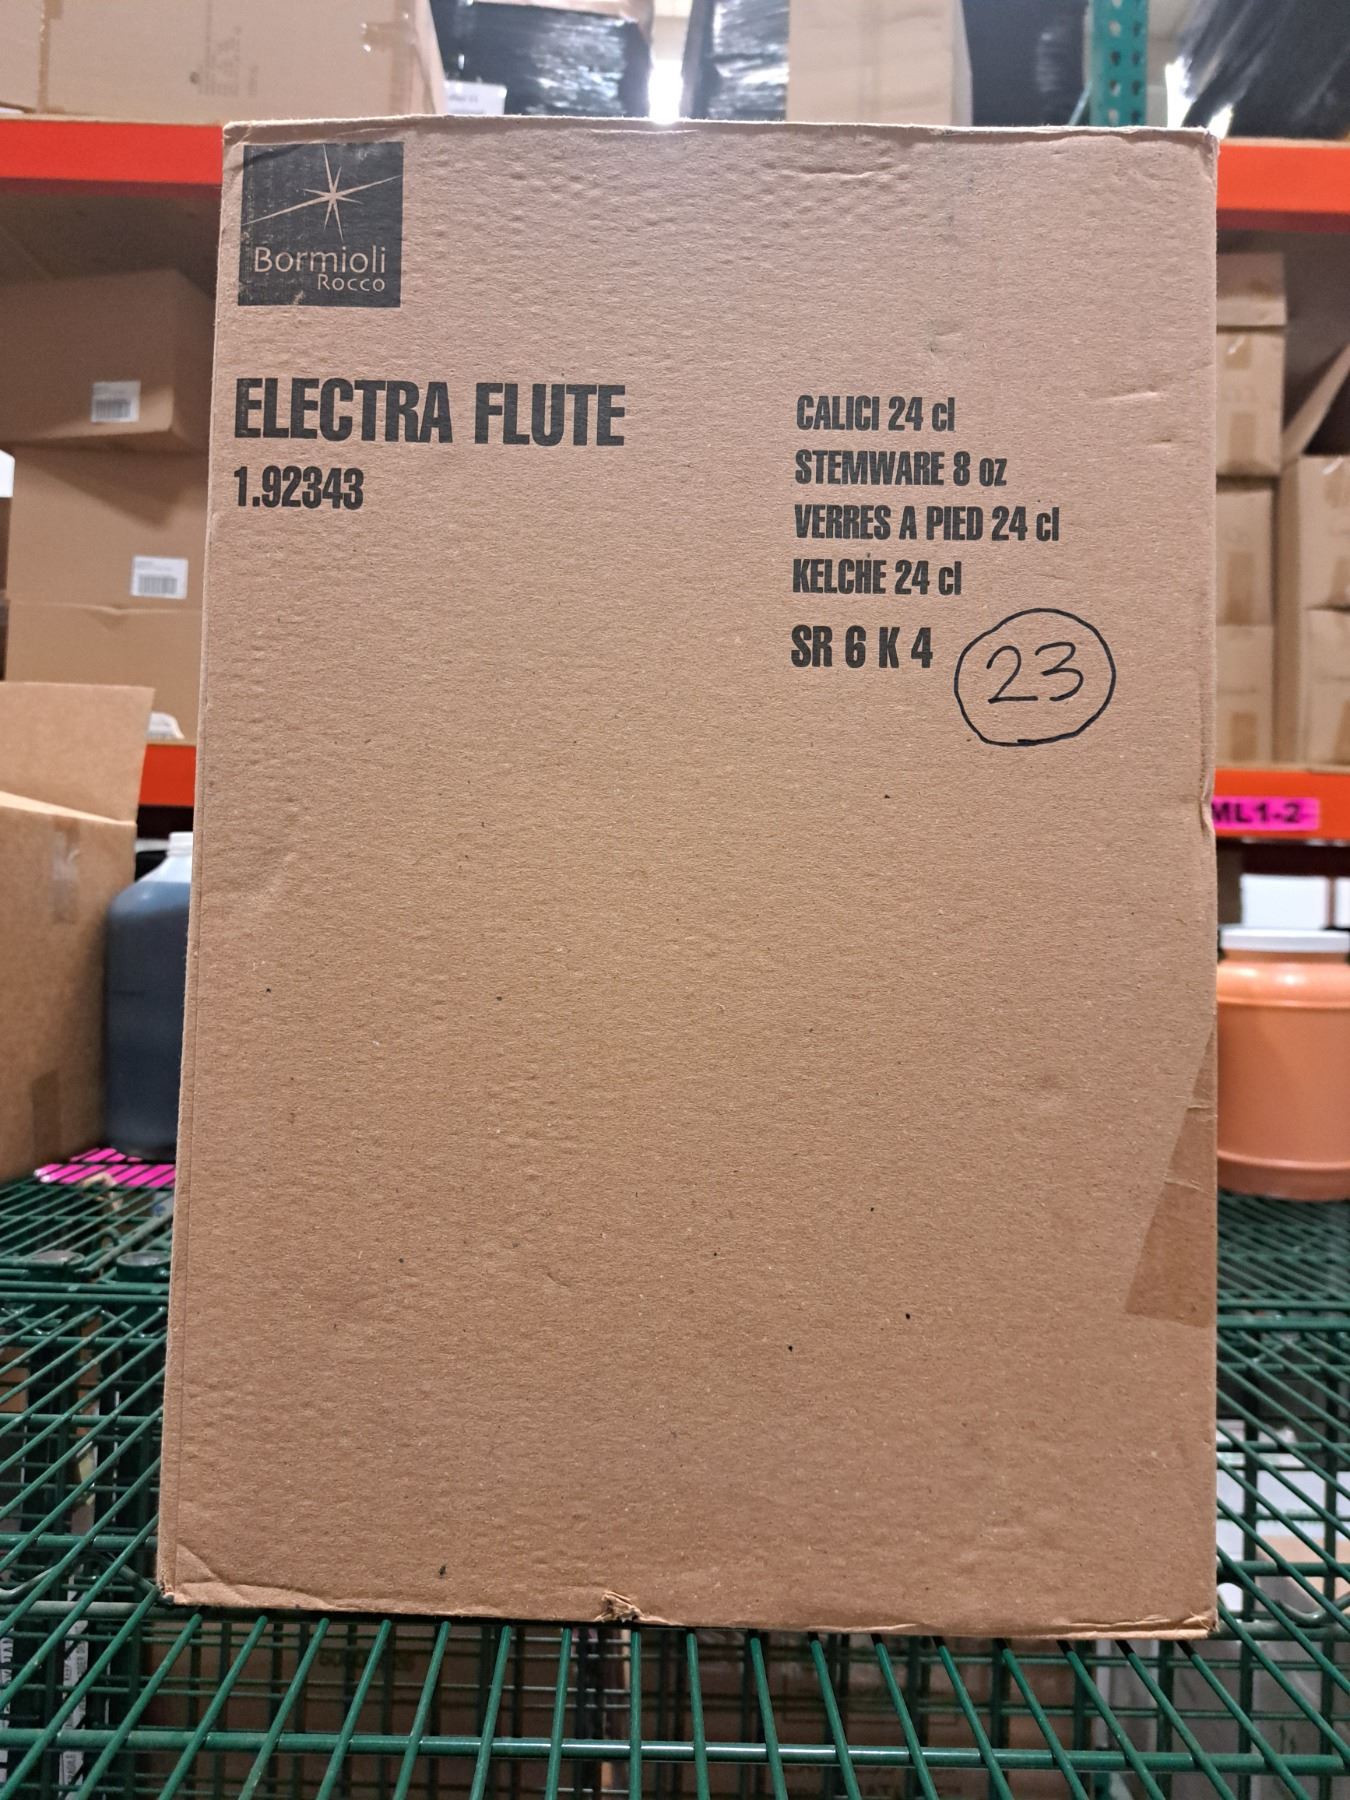 Bormioli
Rocco
ELECTRA FLUTE
1.92343
CALICI 24 cl
STEMWARE 8 oz
VERRES A PIED 24 cl
KELCHE 24 cl
SR 6 K 4
23
ML1-2